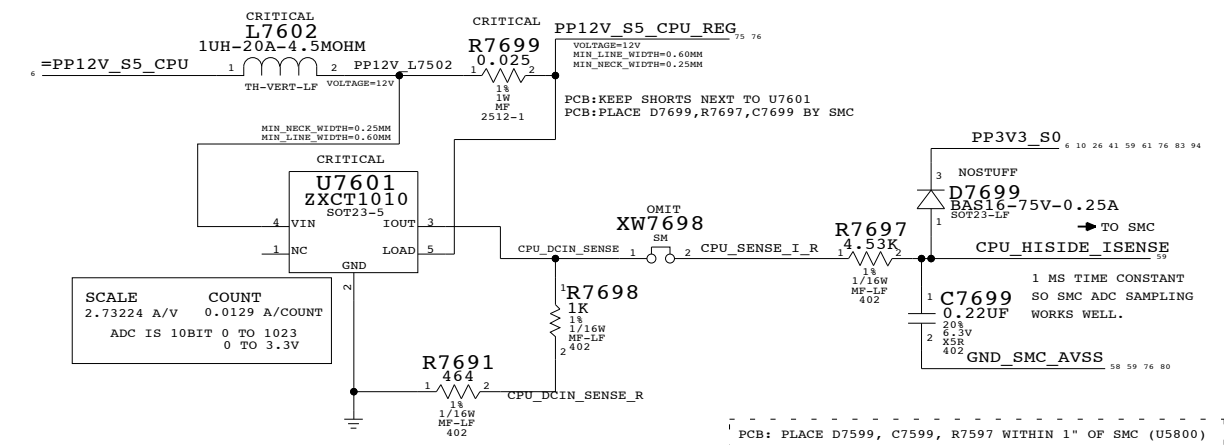 CRITICAL
L7602
1UH-20A-4.5MOHM
=PP12V_S5_CPU
6
1
2
TH-VERT-LF
PP12V_L7502
VOLTAGE=12V
CRITICAL
R7699
0.025
1
2
1%
1W
MF
2512-1
PP12V_S5_CPU_REG
75 76
VOLTAGE=12V
MIN_LINE_WIDTH=0.60MM
MIN_NECK_WIDTH=0.25MM
PCB:KEEP SHORTS NEXT TO U7601
PCB:PLACE D7699,R7697,C7699 BY SMC
MIN_NECK_WIDTH=0.25MM
MIN_LINE_WIDTH=0.60MM
CRITICAL
U7601
ZXCT1010
SOT23-5
4
VIN
IOUT
3
1
NC
LOAD
5
GND
2
CPU_DCIN_SENSE
OMIT
XW7698
SM
1
2
CPU_SENSE_I_R
R7697
4.53K
1
2
1%
1/16W
MF-LF
402
PP3V3_S0
6 10 26 41 59 61 76 83 94
3
NOSTUFF
D7699
BAS16-75V-0.25A
SOT23-LF
1
TO SMC
CPU_HISIDE_ISENSE
59
1 MS TIME CONSTANT
SO SMC ADC SAMPLING
WORKS WELL.
1
C7699
0.22UF
20%
6.3V
X5R
402
2
GND_SMC_AVSS
58 59 76 80
SCALE COUNT
2.73224 A/V 0.0129 A/COUNT
ADC IS 10BIT 0 TO 1023
0 TO 3.3V
1
R7698
1K
1%
1/16W
MF-LF
402
2
R7691
464
1
2
1%
1/16W
MF-LF
402
CPU_DCIN_SENSE_R
PCB: PLACE D7599, C7599, R7597 WITHIN 1" OF SMC (U5800)